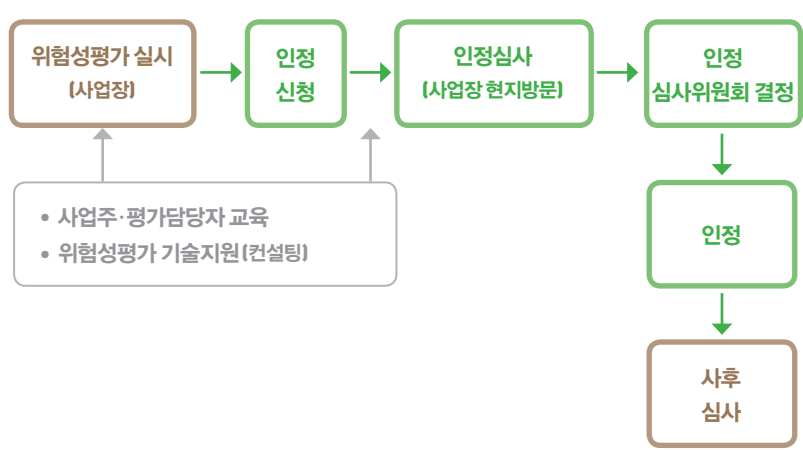 위험성평가 실시
(사업장)
인정
신청
인정심사
(사업장 현지방문)
인정
심사위원회 결정
• 사업주·평가담당자 교육
• 위험성평가 기술지원(컨설팅)
인정
사후
심사